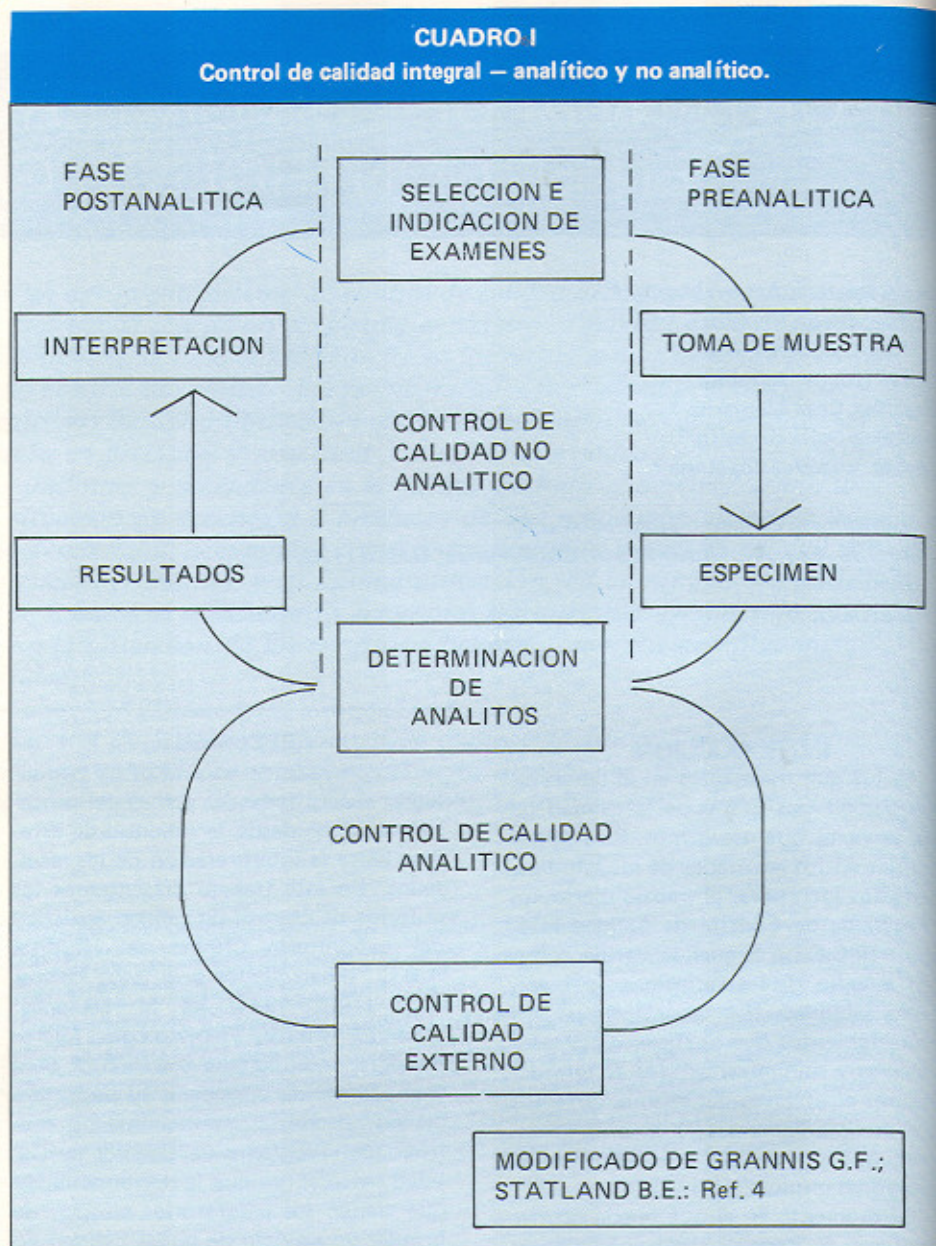 CUADRO I
Control de calidad integral — analítico y no analítico.
FASE
POSTANALITICA
SELECCION E
INDICACION DE
EXAMENES
FASE
PREANALITICA
INTERPRETACION
TOMA DE MUESTRA
CONTROL DE
CALIDAD NO
ANALITICO
RESULTADOS
ESPECIMEN
DETERMINACION
DE
ANALITOS
CONTROL DE CALIDAD
ANALITICO
CONTROL DE
CALIDAD
EXTERNO
MODIFICADO DE GRANNIS G.F.;
STATLAND B.E.: Ref. 4